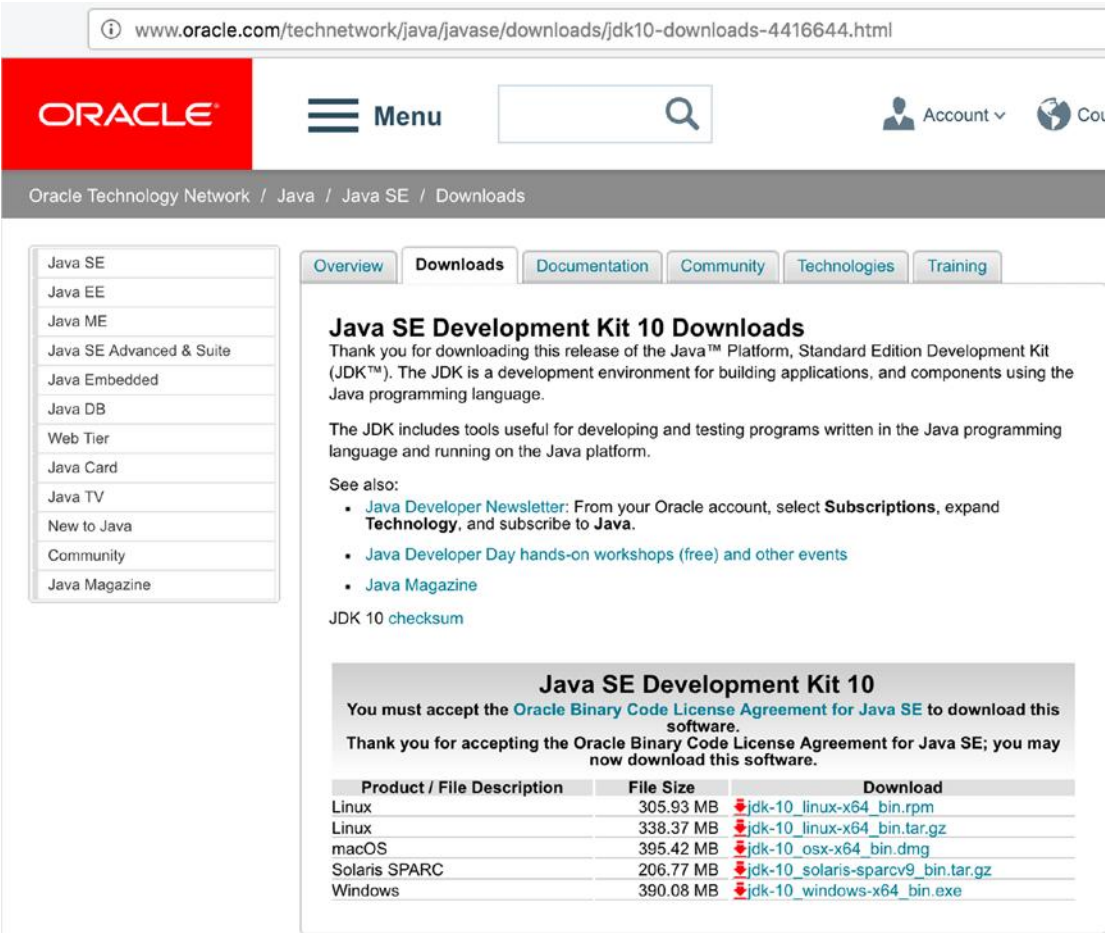 www.oracle.com/technetwork/java/javase/downloads/jdk10-downloads-4416644.html
ORACLE®
Menu
Account
Oracle Technology Network / Java / Java SE / Downloads
Java SE
Java EE
Java ME
Java SE Advanced & Suite
Java Embedded
Java DB
Web Tier
Java Card
Java TV
New to Java
Community
Java Magazine
Overview
Downloads
Documentation
Community
Technologies
Training
Java SE Development Kit 10 Downloads
Thank you for downloading this release of the Java™ Platform, Standard Edition Development Kit
(JDK™). The JDK is a development environment for building applications, and components using the
Java programming language.
The JDK includes tools useful for developing and testing programs written in the Java programming
language and running on the Java platform.
See also:
▪ Java Developer Newsletter: From your Oracle account, select Subscriptions, expand
Technology, and subscribe to Java.
▪ Java Developer Day hands-on workshops (free) and other events
▪ Java Magazine
JDK 10 checksum
Java SE Development Kit 10
You must accept the Oracle Binary Code License Agreement for Java SE to download this
software.
Thank you for accepting the Oracle Binary Code License Agreement for Java SE; you may
now download this software.
Product / File Description File Size Download
Linux 305.93 MB jdk-10_linux-x64_bin.rpm
Linux 338.37 MB jdk-10_linux-x64_bin.tar.gz
macOS 395.42 MB jdk-10_osx-x64_bin.dmg
Solaris SPARC 206.77 MB jdk-10_solaris-sparcv9_bin.tar.gz
Windows 390.08 MB jdk-10_windows-x64_bin.exe